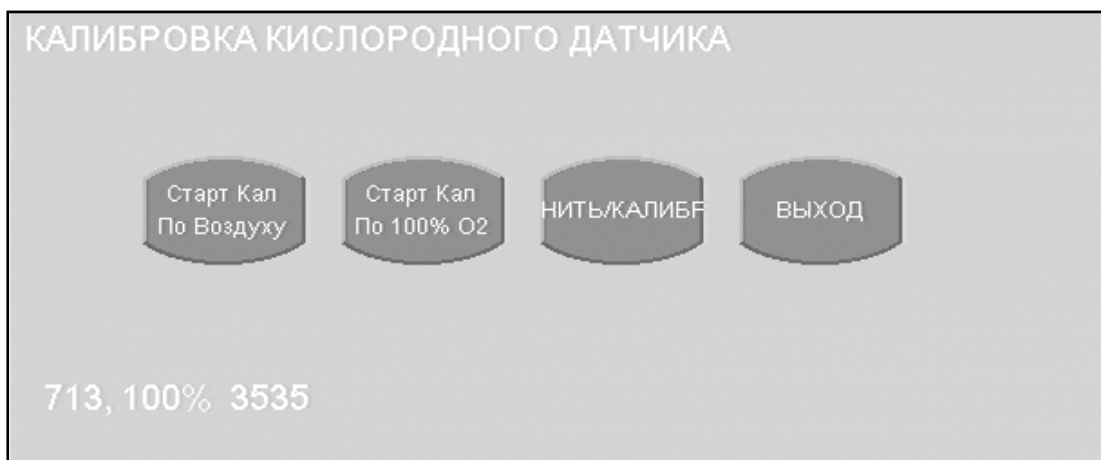 КАЛИБРОВКА КИСЛОРОДНОГО ДАТЧИКА
Старт Кал
По Воздуху
Старт Кал
По 100% О2
НИТЬ/КАЛИБР
ВЫХОД
713, 100% 3535